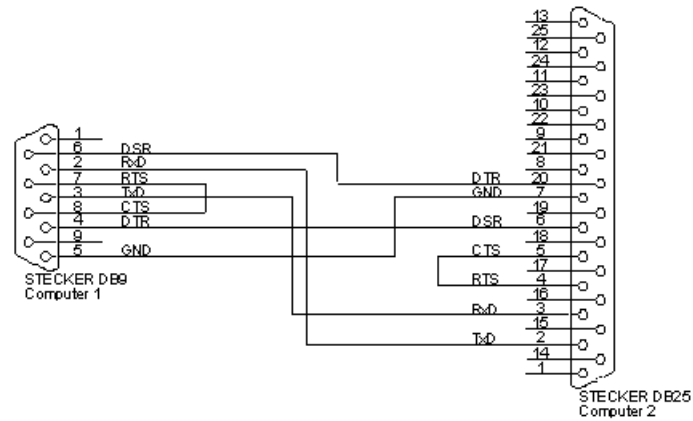 1
6 DSR
2 RxD
7 RTS
3 TxD
8 CTS
4 DTR
9
5 GND
STECKER DB9
Computer 1
13
25
12
24
11
23
10
22
9
21
8
DTR 20
GND 7
19
DSR 6
18
CTS 5
17
RTS 4
16
RxD 3
15
TxD 2
14
1
STECKER DB25
Computer 2